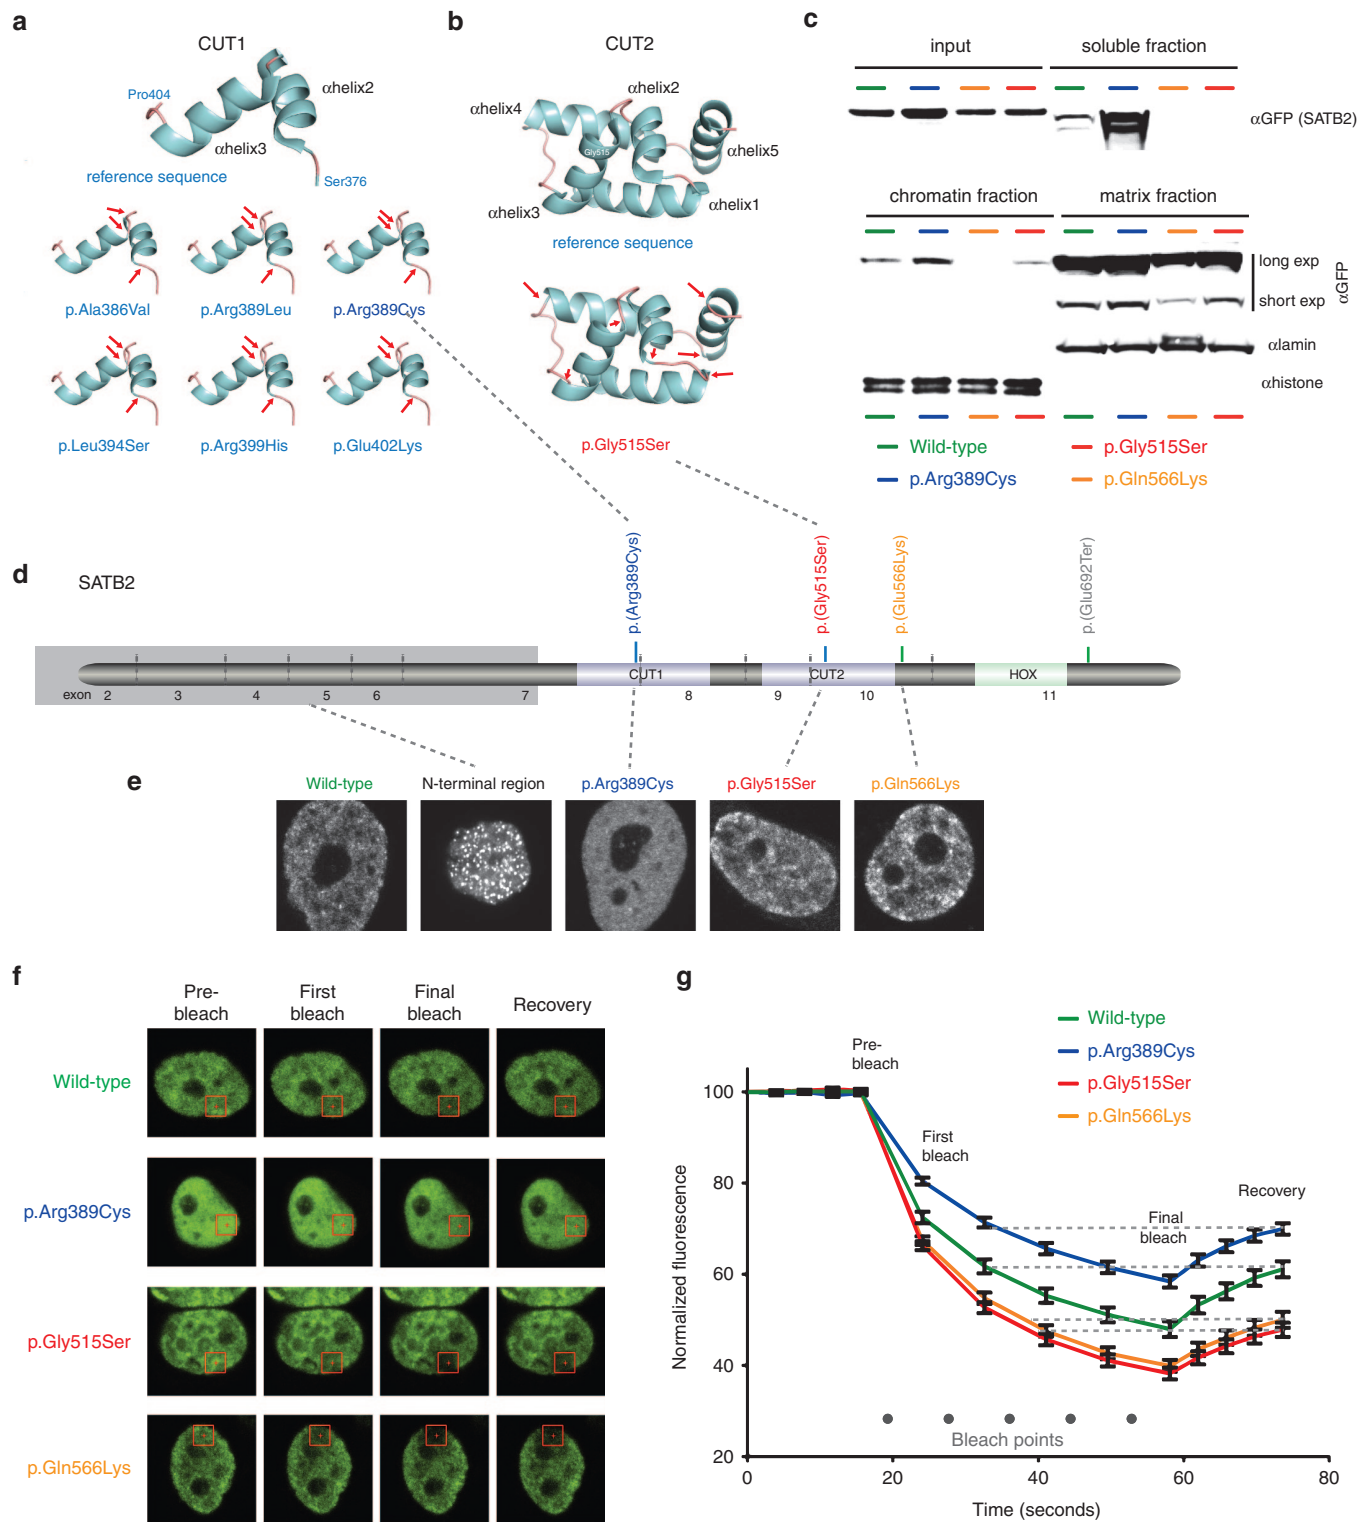 a
CUT1
Pro404
αhelix2
αhelix3
Ser376
reference sequence
p.Ala386Val
p.Arg389Leu
p.Arg389Cys
p.Leu394Ser
p.Arg399His
p.Glu402Lys
b
CUT2
αhelix2
αhelix4
Gly515
αhelix5
αhelix3
αhelix1
reference sequence
p.Gly515Ser
c
input
soluble fraction
αGFP (SATB2)
chromatin fraction
matrix fraction
long exp
short exp
αGFP
αlamin
αhistone
Wild-type
p.Gly515Ser
p.Arg389Cys
p.Gln566Lys
d
SATB2
p.(Arg389Cys)
p.(Gly515Ser)
p.(Glu566Lys)
p.(Glu692Ter)
CUT1
CUT2
HOX
exon 2 3 4 5 6 7 8 9 10 11
e
Wild-type
N-terminal region
p.Arg389Cys
p.Gly515Ser
p.Gln566Lys
f
Pre-
bleach
First
bleach
Final
bleach
Recovery
Wild-type
p.Arg389Cys
p.Gly515Ser
p.Gln566Lys
g
Wild-type
p.Arg389Cys
p.Gly515Ser
p.Gln566Lys
Pre-
bleach
First
bleach
Final
bleach
Recovery
Normalized fluorescence
100
80
60
40
20
Bleach points
0 20 40 60 80
Time (seconds)